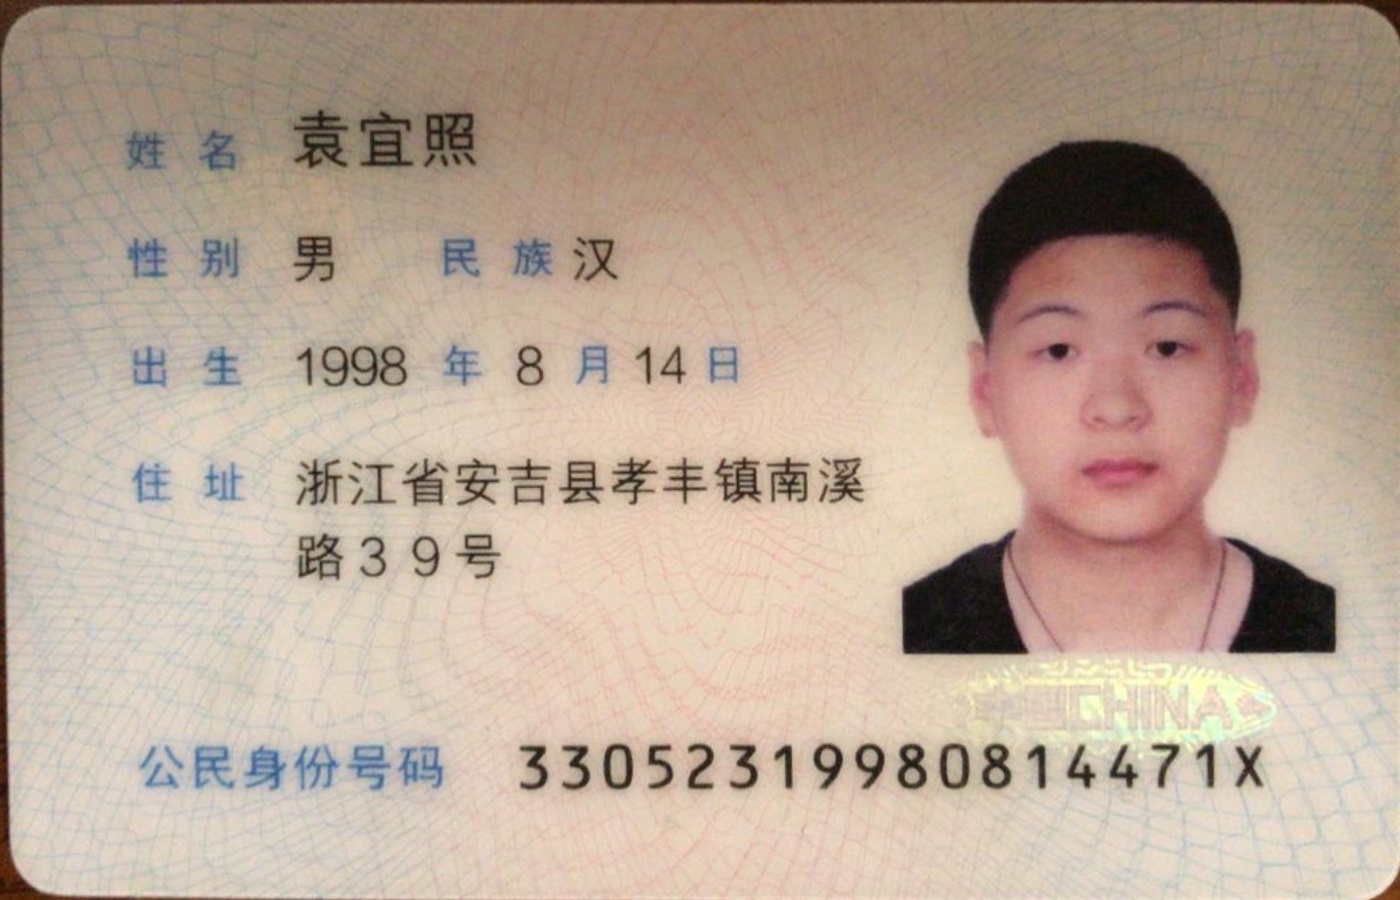 姓名 袁宜照
性别 男 民族 汉
出生 1998 年 8 月 14 日
住址 浙江省安吉县孝丰镇南溪
路39号
中国CHINA
公民身份号码 33052319980814471X